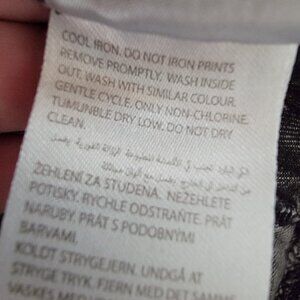 COOL IRON. DO NOT IRON PRINTS
REMOVE PROMPTLY. WASH INSIDE
OUT. WASH WITH SIMILAR COLOUR.
GENTLE CYCLE. ONLY NON-CHLORINE.
TUMUNBLE DRY LOW. DO NOT DRY
CLEAN.
ŽEHLENÍ ZA STUDENA. NEŽEHLETE
POTISKY. RYCHLE ODSTRAŇTE. PRÁT
NARUBY. PRÁT S PODOBNÝMI
BARVAMI.
KOLDT STRYGEJERN. UNDGÅ AT
STRYGE TRYK. FJERN MED DET SAMME
VASKES MED